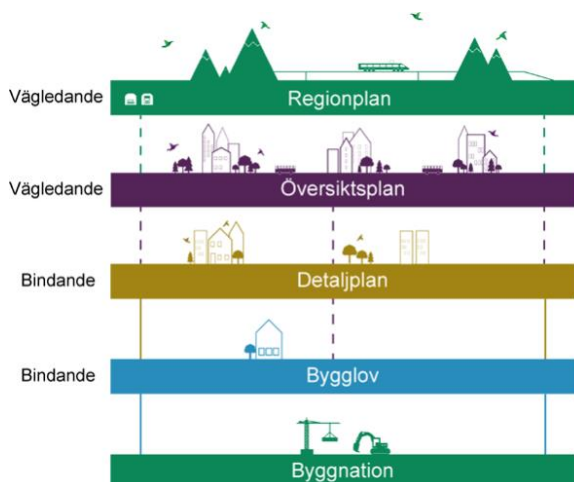 Vägledande
Regionplan
Vägledande
Översiktsplan
Bindande
Detaljplan
Bindande
Bygglov
Byggnation